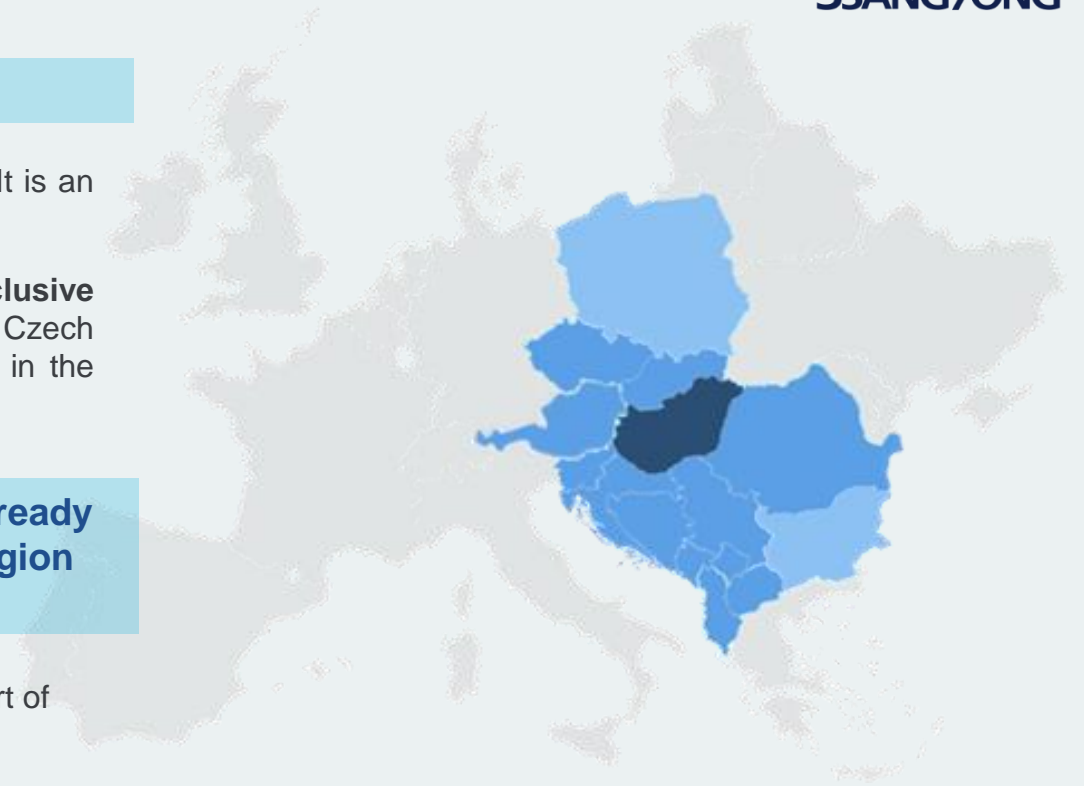 SSANGYONG
It is an
clusive
Czech
in the
ready
gion
rt of